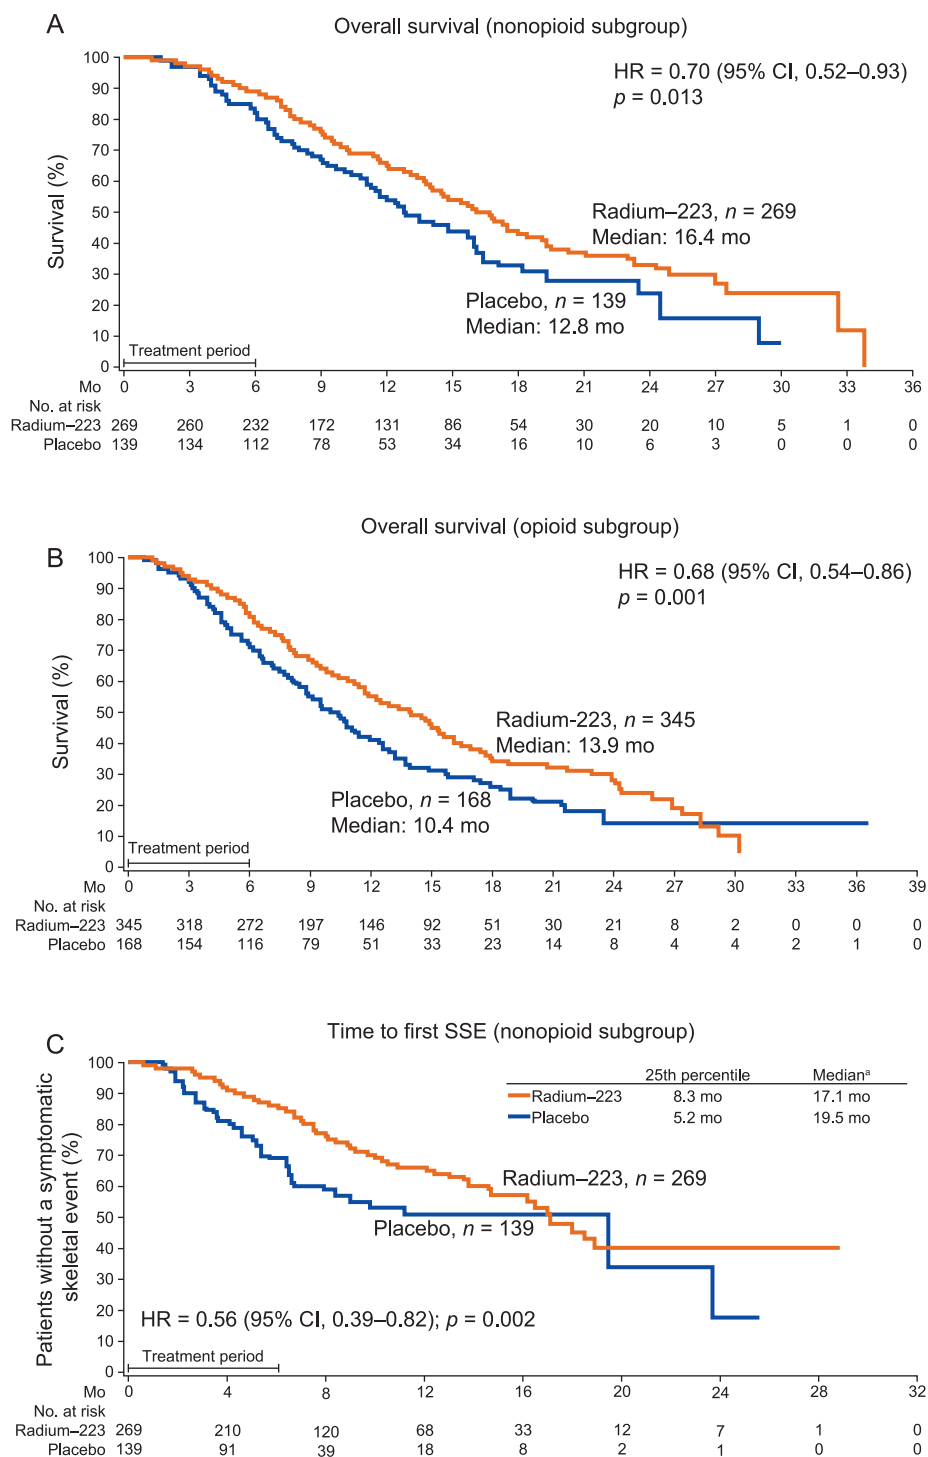 A
Overall survival (nonopioid subgroup)
HR = 0.70 (95% CI, 0.52–0.93)
p = 0.013
Survival (%)
100
90
80
70
60
50
40
30
20
10
0
Radium–223, n = 269
Median: 16.4 mo
Placebo, n = 139
Median: 12.8 mo
Treatment period
Mo 0 3 6 9 12 15 18 21 24 27 30 33 36
No. at risk
Radium–223 269 260 232 172 131 86 54 30 20 10 5 1 0
Placebo 139 134 112 78 53 34 16 10 6 3 0 0 0
Overall survival (opioid subgroup)
B
HR = 0.68 (95% CI, 0.54–0.86)
p = 0.001
Survival (%)
100
90
80
70
60
50
40
30
20
10
0
Radium-223, n = 345
Median: 13.9 mo
Placebo, n = 168
Median: 10.4 mo
Treatment period
Mo 0 3 6 9 12 15 18 21 24 27 30 33 36 39
No. at risk
Radium–223 345 318 272 197 146 92 51 30 21 8 2 0 0 0
Placebo 168 154 116 79 51 33 23 14 8 4 4 2 1 0
C
Time to first SSE (nonopioid subgroup)
25th percentile Medianª
Radium–223 8.3 mo 17.1 mo
Placebo 5.2 mo 19.5 mo
Patients without a symptomatic
skeletal event (%)
100
90
80
70
60
50
40
30
20
10
0
Radium–223, n = 269
Placebo, n = 139
HR = 0.56 (95% CI, 0.39–0.82); p = 0.002
Treatment period
Mo 0 4 8 12 16 20 24 28 32
No. at risk
Radium–223 269 210 120 68 33 12 7 1 0
Placebo 139 91 39 18 8 2 1 0 0